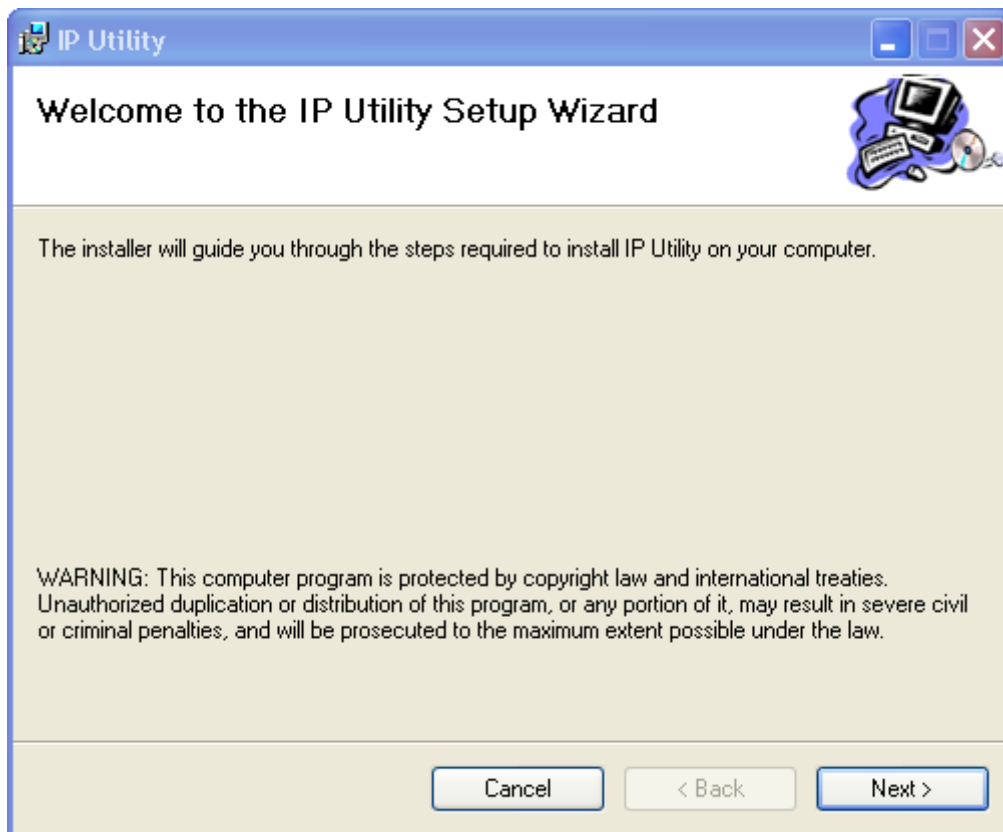 IP Utility
Welcome to the IP Utility Setup Wizard
The installer will guide you through the steps required to install IP Utility on your computer.
WARNING: This computer program is protected by copyright law and international treaties.
Unauthorized duplication or distribution of this program, or any portion of it, may result in severe civil
or criminal penalties, and will be prosecuted to the maximum extent possible under the law.
Cancel
< Back
Next >